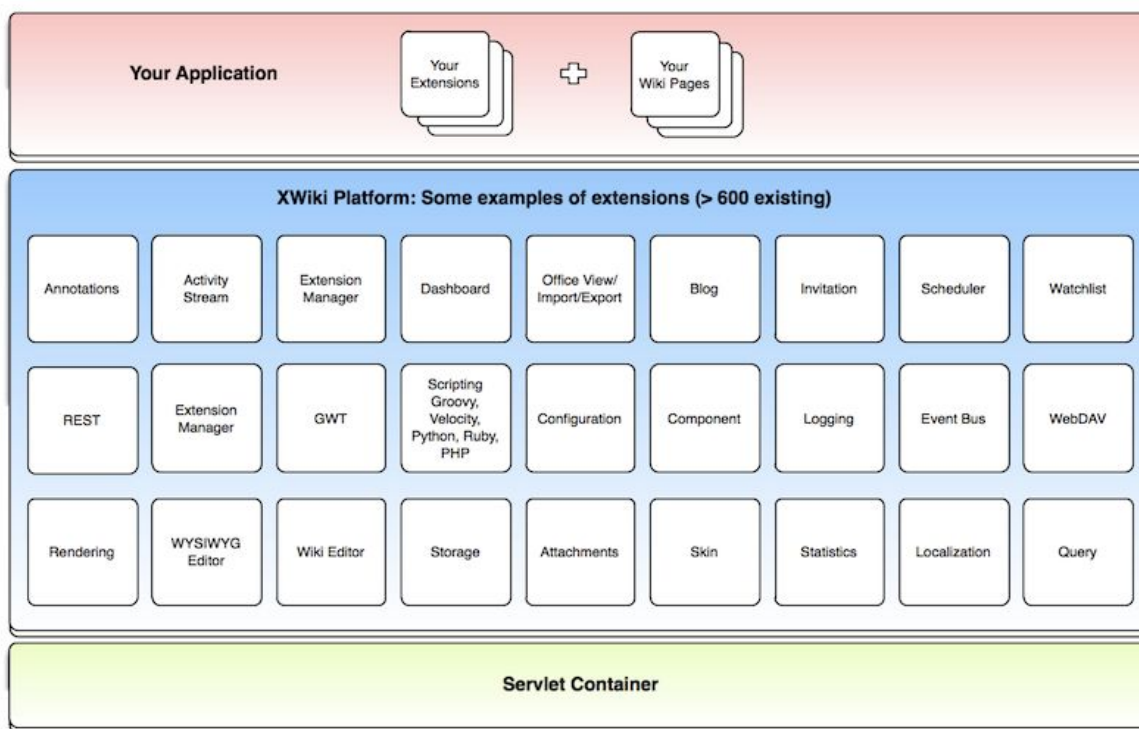 Your Application
Your
Extensions
Your
Wiki Pages
XWiki Platform: Some examples of extensions (> 600 existing)
Annotations
Activity
Stream
Extension
Manager
Dashboard
Office View/
Import/Export
Blog
Invitation
Scheduler
Watchlist
REST
Extension
Manager
GWT
Scripting
Groovy,
Velocity,
Python, Ruby,
PHP
Configuration
Component
Logging
Event Bus
WebDAV
Rendering
WYSIWYG
Editor
Wiki Editor
Storage
Attachments
Skin
Statistics
Localization
Query
Servlet Container